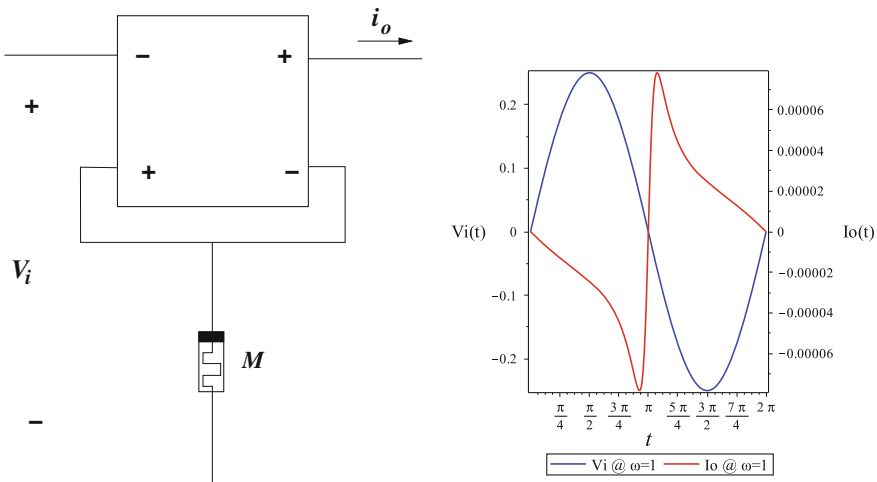 i_o
− +
+
+ −
V_i
M
−
0.2
0.1
0
−0.1
−0.2
Vi(t)
0.00006
0.00004
0.00002
0
−0.00002
−0.00004
−0.00006
Io(t)
π/4 π/2 3π/4 π 5π/4 3π/2 7π/4 2π
t
Vi @ ω=1 Io @ ω=1